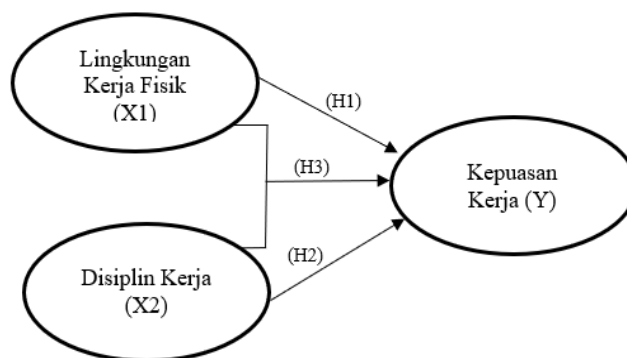 Lingkungan
Kerja Fisik
(X1)
(H1)
(H3)
Kepuasan
Kerja (Y)
(H2)
Disiplin Kerja
(X2)